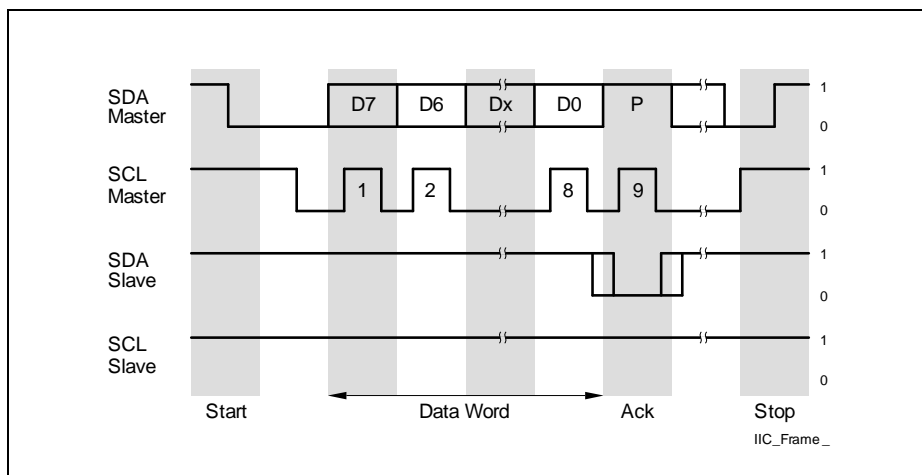 SDA
Master
D7 D6 Dx D0 P
1
0
SCL
Master
1 2 8 9
1
0
SDA
Slave
1
0
SCL
Slave
1
0
Start Data Word Ack Stop
IIC_Frame_